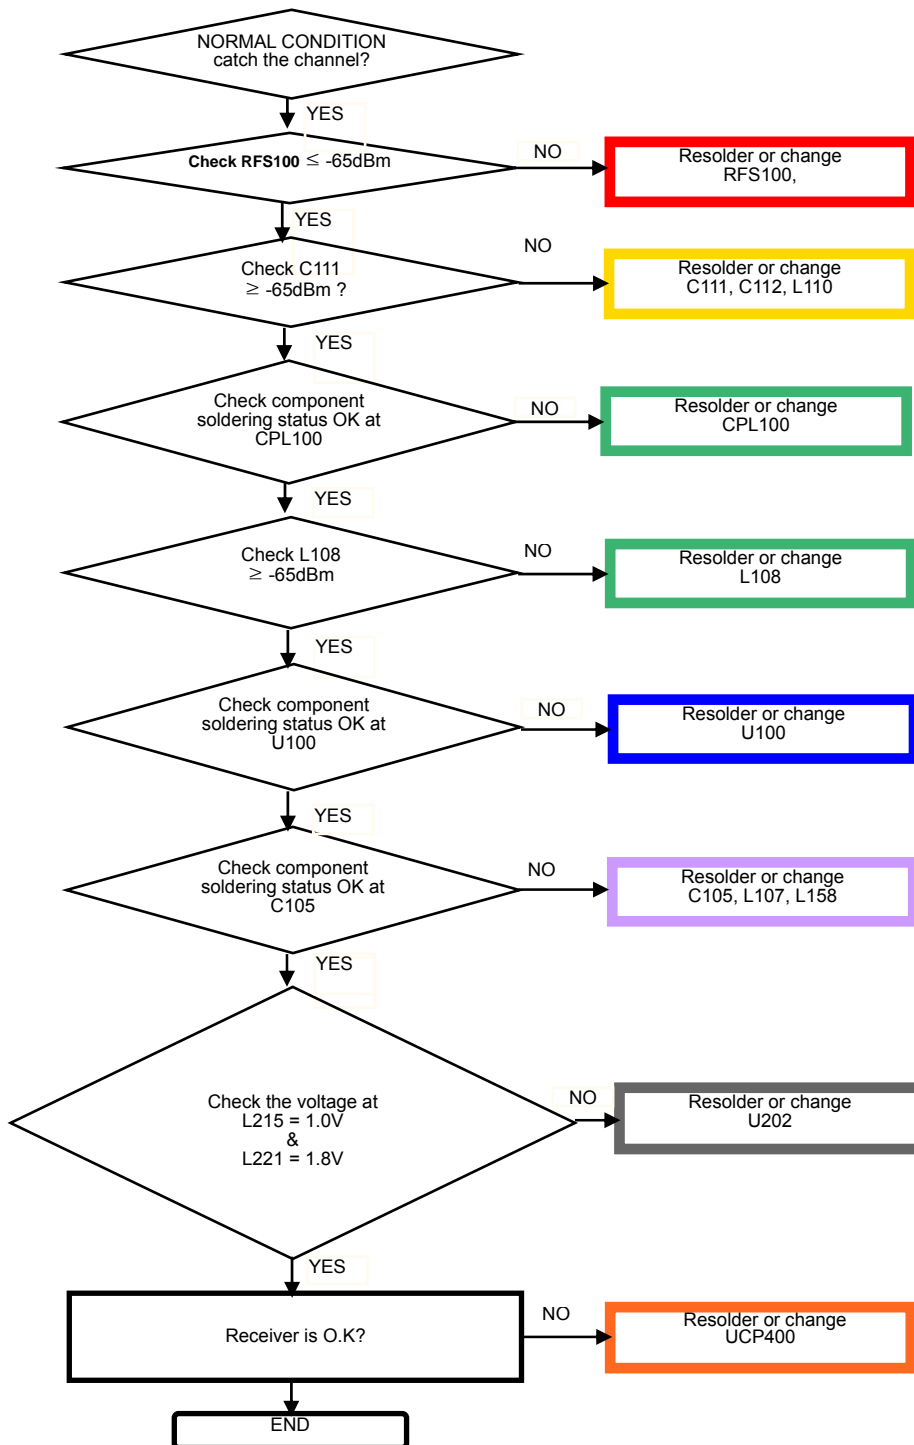 NORMAL CONDITION
catch the channel?
YES
Check RFS100 ≤ -65dBm
NO
Resolder or change
RFS100,
YES
Check C111
≥ -65dBm ?
NO
Resolder or change
C111, C112, L110
YES
Check component
soldering status OK at
CPL100
NO
Resolder or change
CPL100
YES
Check L108
≥ -65dBm
NO
Resolder or change
L108
YES
Check component
soldering status OK at
U100
NO
Resolder or change
U100
YES
Check component
soldering status OK at
C105
NO
Resolder or change
C105, L107, L158
YES
Check the voltage at
L215 = 1.0V
&
L221 = 1.8V
NO
Resolder or change
U202
YES
Receiver is O.K?
NO
Resolder or change
UCP400
END